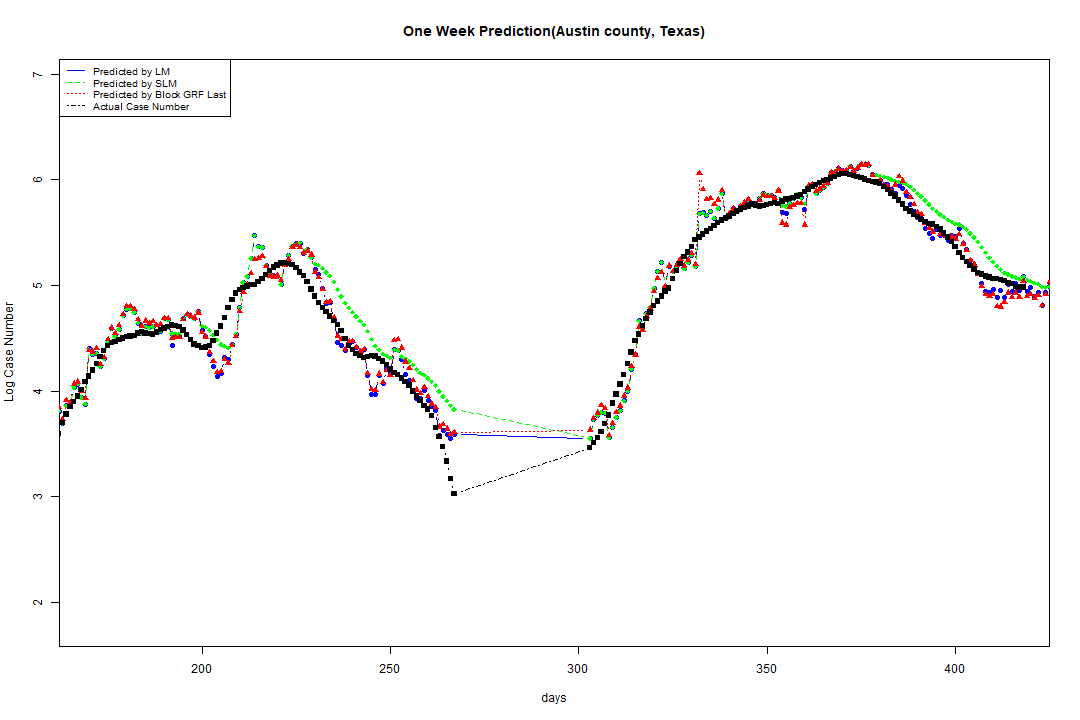 One Week Prediction(Austin county, Texas)
Predicted by LM
Predicted by SLM
Predicted by Block GRF Last
Actual Case Number
Log Case Number
7
6
5
4
3
2
200 250 300 350 400
days